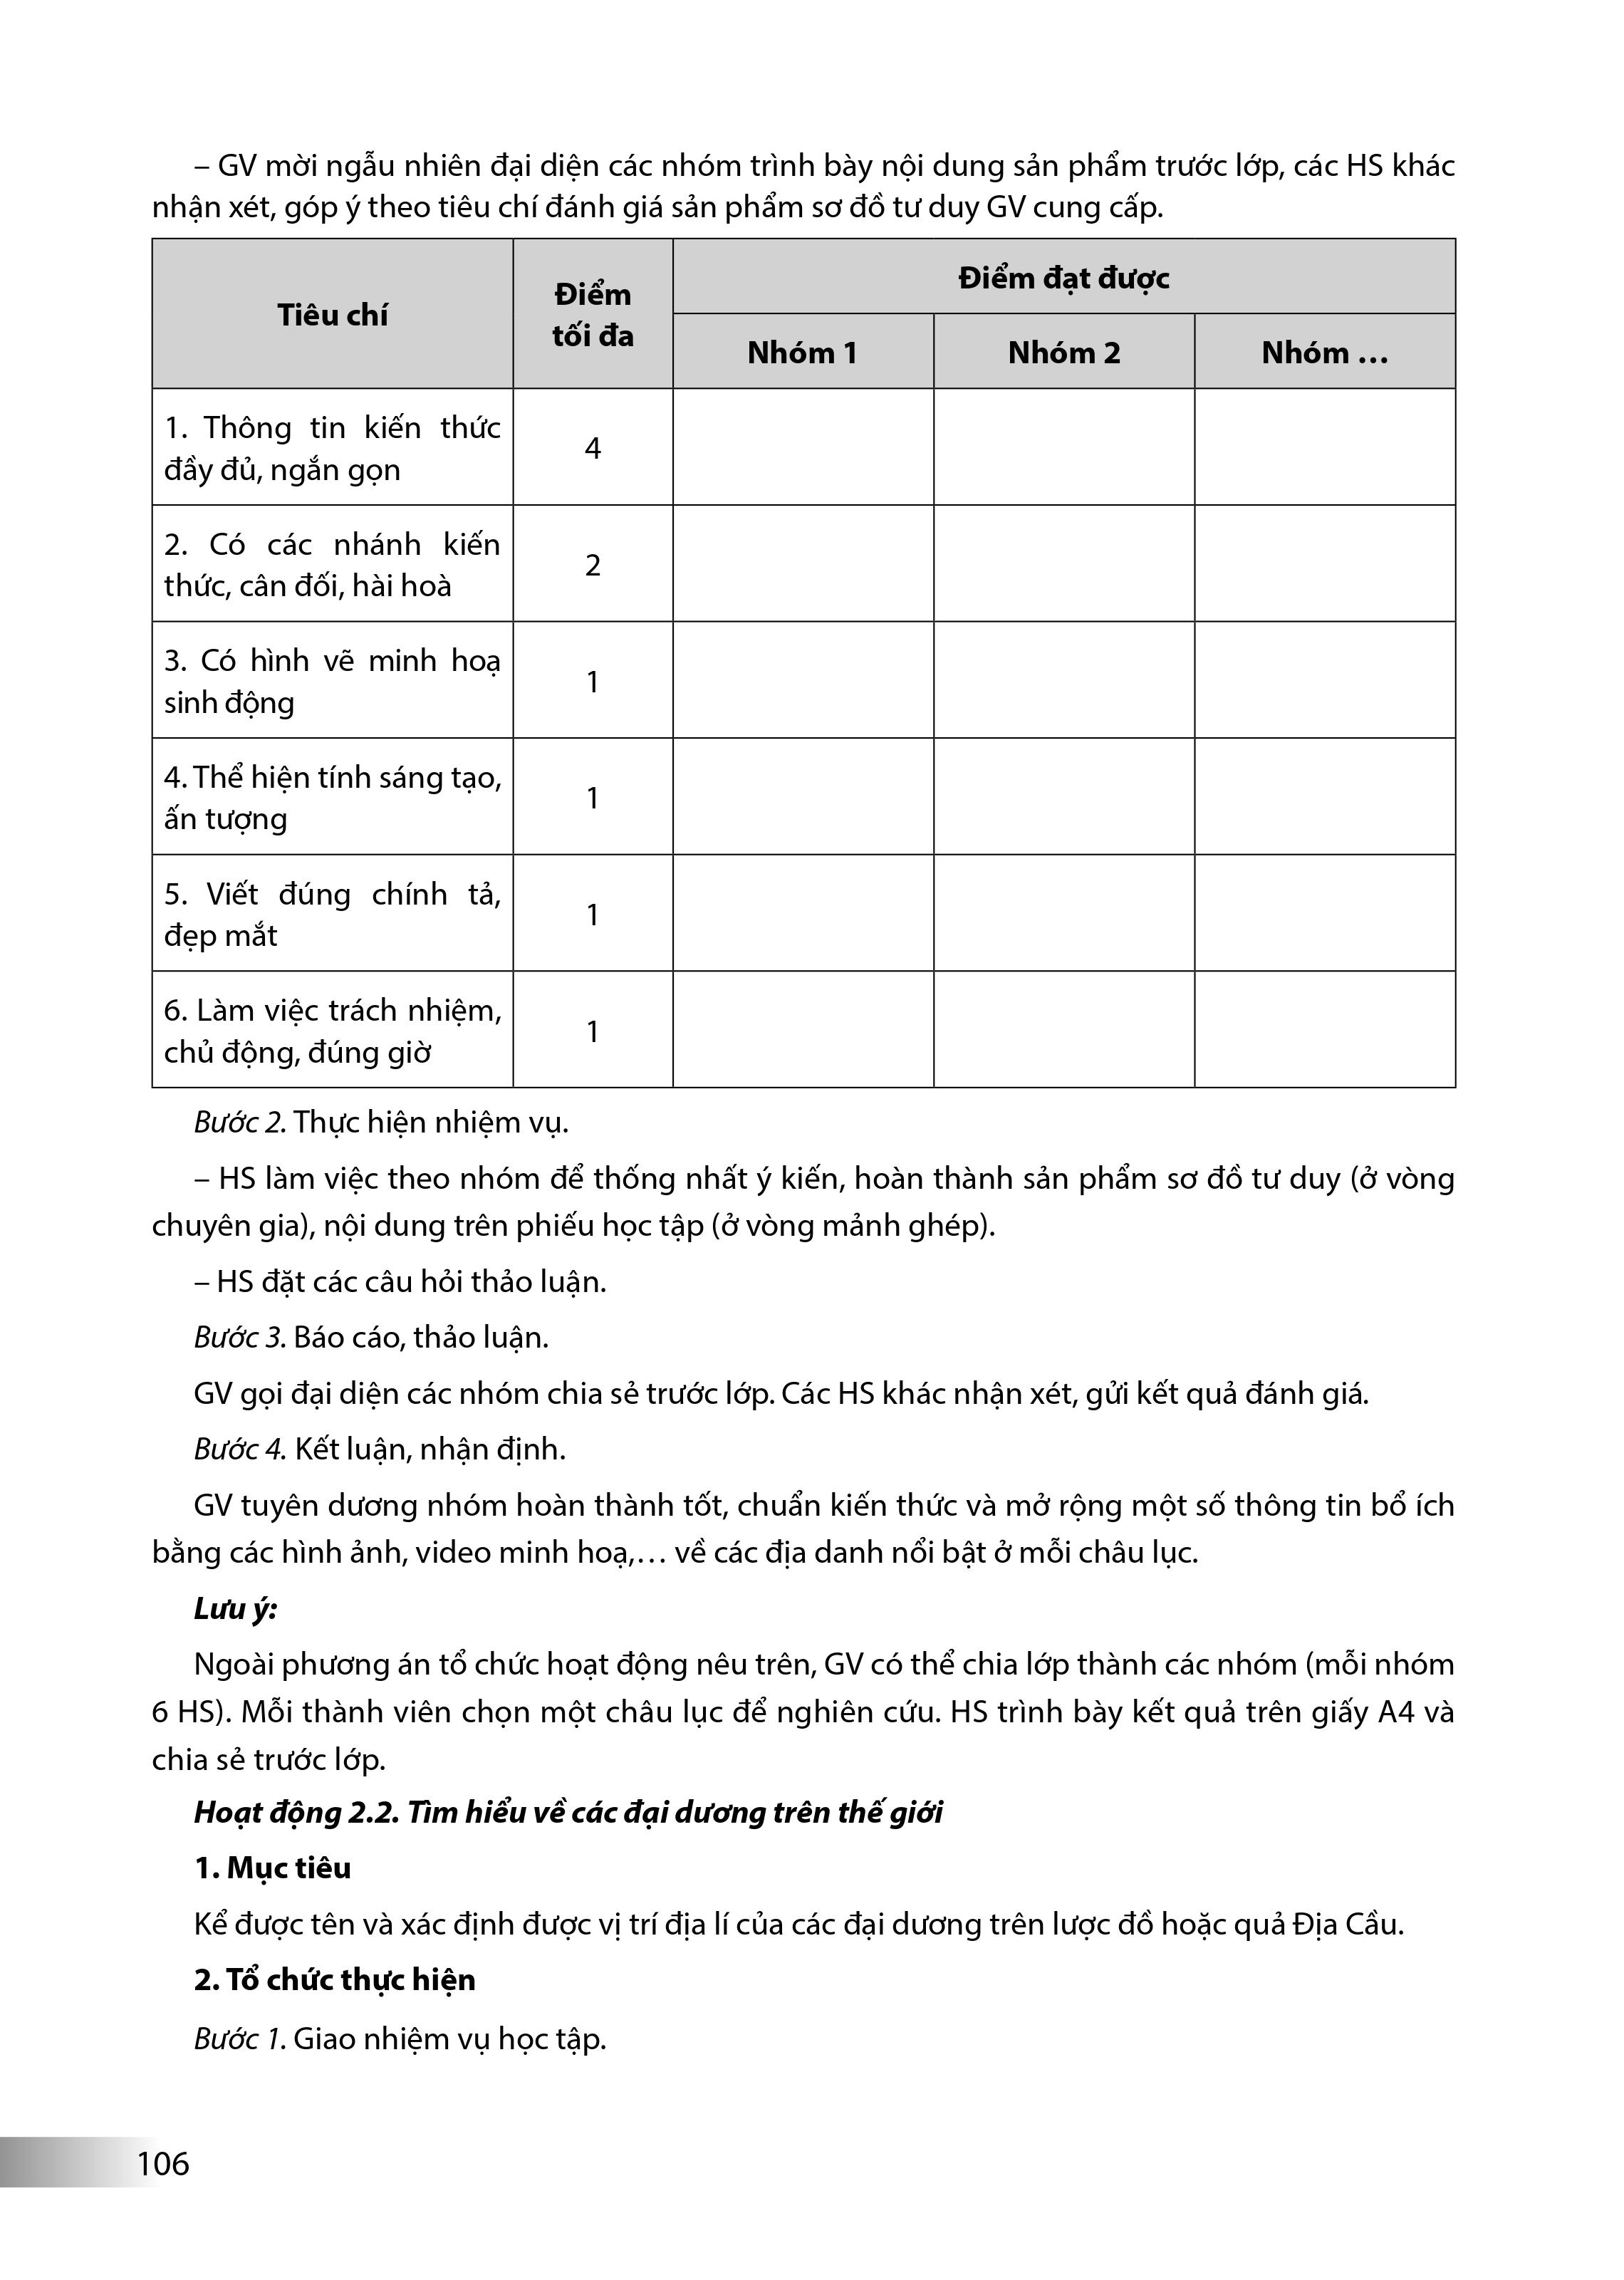 – GV mời ngẫu nhiên đại diện các nhóm trình bày nội dung sản phẩm trước lớp, các HS khác
nhận xét, góp ý theo tiêu chí đánh giá sản phẩm sơ đồ tư duy GV cung cấp.
Tiêu chí
Điểm
tối đa
Điểm đạt được
Nhóm 1
Nhóm 2
Nhóm …
1. Thông tin kiến thức
đầy đủ, ngắn gọn
4
2. Có các nhánh kiến
thức, cân đối, hài hoà
2
3. Có hình vẽ minh hoạ
sinh động
1
4. Thể hiện tính sáng tạo,
ấn tượng
1
5. Viết đúng chính tả,
đẹp mắt
1
6. Làm việc trách nhiệm,
chủ động, đúng giờ
1
Bước 2. Thực hiện nhiệm vụ.
– HS làm việc theo nhóm để thống nhất ý kiến, hoàn thành sản phẩm sơ đồ tư duy (ở vòng
chuyên gia), nội dung trên phiếu học tập (ở vòng mảnh ghép).
– HS đặt các câu hỏi thảo luận.
Bước 3. Báo cáo, thảo luận.
GV gọi đại diện các nhóm chia sẻ trước lớp. Các HS khác nhận xét, gửi kết quả đánh giá.
Bước 4. Kết luận, nhận định.
GV tuyên dương nhóm hoàn thành tốt, chuẩn kiến thức và mở rộng một số thông tin bổ ích
bằng các hình ảnh, video minh hoạ,… về các địa danh nổi bật ở mỗi châu lục.
Lưu ý:
Ngoài phương án tổ chức hoạt động nêu trên, GV có thể chia lớp thành các nhóm (mỗi nhóm
6 HS). Mỗi thành viên chọn một châu lục để nghiên cứu. HS trình bày kết quả trên giấy A4 và
chia sẻ trước lớp.
Hoạt động 2.2. Tìm hiểu về các đại dương trên thế giới
1. Mục tiêu
Kể được tên và xác định được vị trí địa lí của các đại dương trên lược đồ hoặc quả Địa Cầu.
2. Tổ chức thực hiện
Bước 1. Giao nhiệm vụ học tập.
106